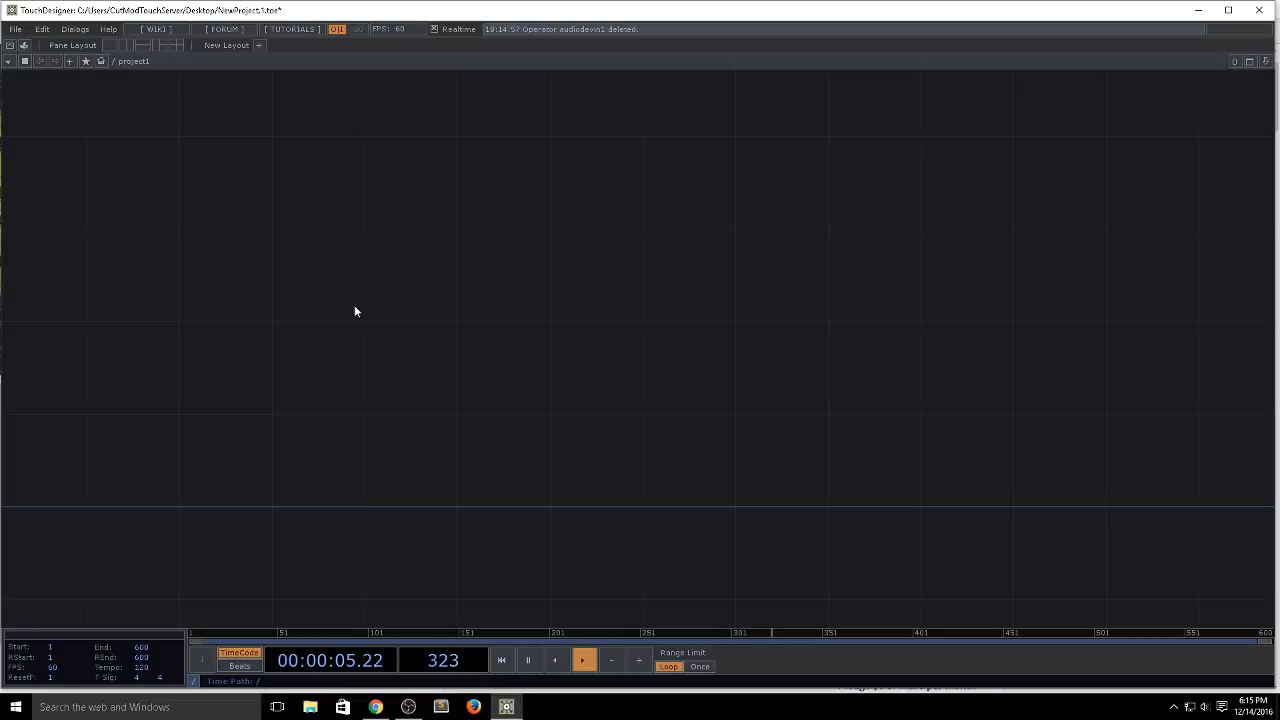 TouchDesigner: C:/Users/CutModTouchServer/Desktop/NewProject.1.toe*
File Edit Dialogs Help [ WIKI ] [ FORUM ] [ TUTORIALS ] O|I FPS: 60 Realtime 18:14:57 Operator audiodevin1 deleted.
Pane Layout New Layout +
/ project1
1 51 101 151 201 251 301 351 401 451 501 551 600
Start: 1 End: 600
RStart: 1 REnd: 600
FPS: 60 Tempo: 120
ResetF: 1 T Sig: 4 4
TimeCode
Beats
00:00:05.22 323
Range Limit
Loop Once
/ Time Path: /
Search the web and Windows
6:15 PM
12/14/2016